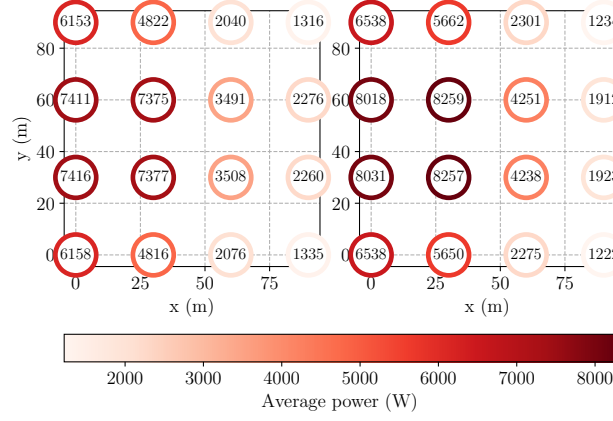 6153 4822 2040 1316 6538 5662 2301
80
7411 7375 3491 2276 8018 8259 4251
60 60
y (m)
40 40
7416 7377 3508 2260 8031 8257 4238
20 20
6158 4816 2076 1335 6538 5650 2275
0 0
0 25 50 75 0 25 50 75
x (m) x (m)
2000 3000 4000 5000 6000 7000 8000
Average power (W)